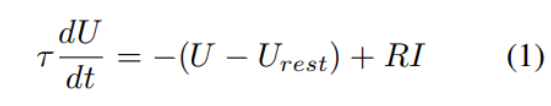 τ dU/dt = −(U − U_rest) + RI (1)